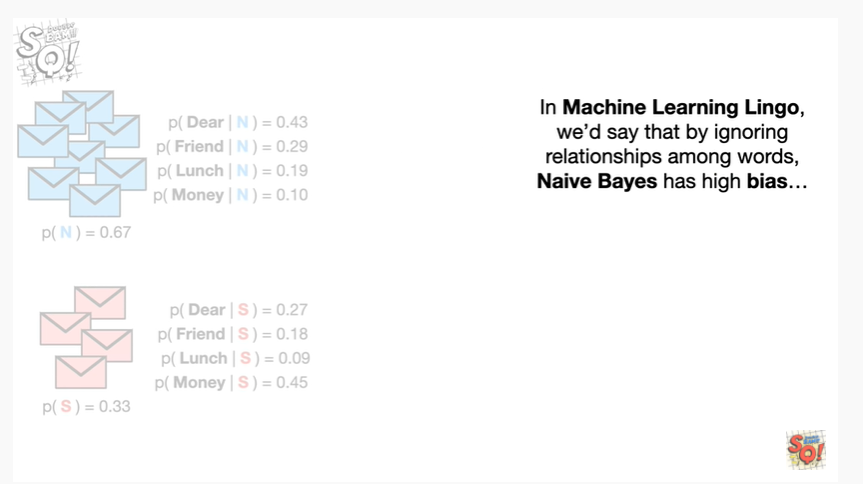 In Machine Learning Lingo,
we'd say that by ignoring
relationships among words,
Naive Bayes has high bias…
p( Dear | N ) = 0.43
p( Friend | N ) = 0.29
p( Lunch | N ) = 0.19
p( Money | N ) = 0.10
p( N ) = 0.67
p( Dear | S ) = 0.27
p( Friend | S ) = 0.18
p( Lunch | S ) = 0.09
p( Money | S ) = 0.45
p( S ) = 0.33